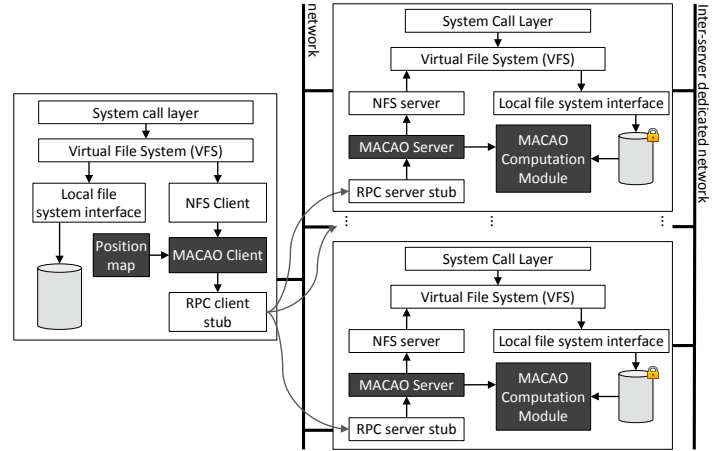 System call layer
Virtual File System (VFS)
Local file
system interface
NFS Client
Position
map
MACAO Client
RPC client
stub
network
System Call Layer
Virtual File System (VFS)
NFS server
Local file system interface
MACAO Server
MACAO
Computation
Module
RPC server stub
... ... ...
System Call Layer
Virtual File System (VFS)
NFS server
Local file system interface
MACAO Server
MACAO
Computation
Module
RPC server stub
Inter-server dedicated network